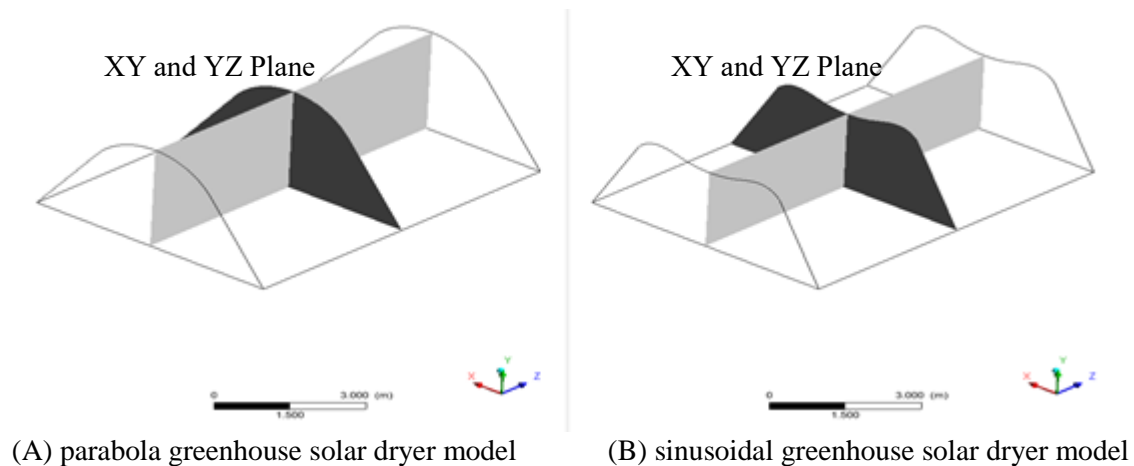 XY and YZ Plane
XY and YZ Plane
Y
X
Z
0
3.000 (m)
1.500
Y
X
Z
0
3.000 (m)
1.500
(A) parabola greenhouse solar dryer model
(B) sinusoidal greenhouse solar dryer model